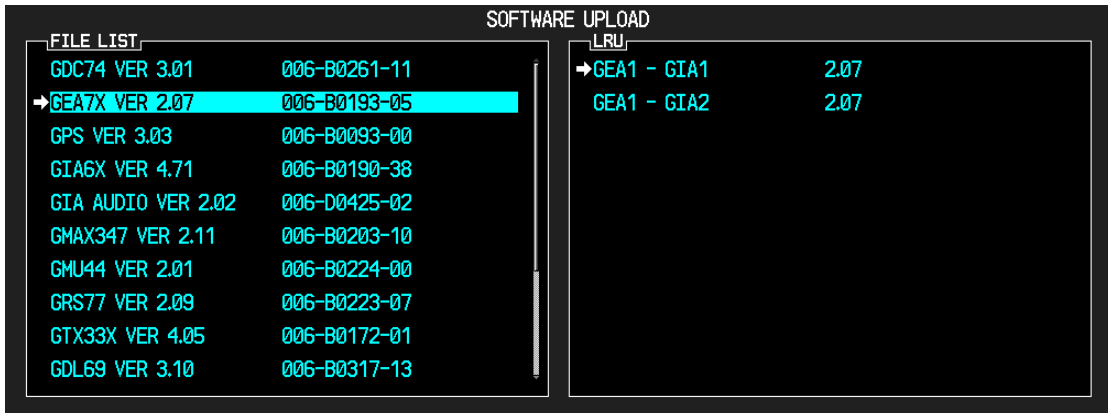 SOFTWARE UPLOAD
FILE LIST
GDC74 VER 3.01 006-B0261-11
GEA7X VER 2.07 006-B0193-05
GPS VER 3.03 006-B0093-00
GIA6X VER 4.71 006-B0190-38
GIA AUDIO VER 2.02 006-D0425-02
GMAX347 VER 2.11 006-B0203-10
GMU44 VER 2.01 006-B0224-00
GRS77 VER 2.09 006-B0223-07
GTX33X VER 4.05 006-B0172-01
GDL69 VER 3.10 006-B0317-13
LRU
GEA1 - GIA1 2.07
GEA1 - GIA2 2.07